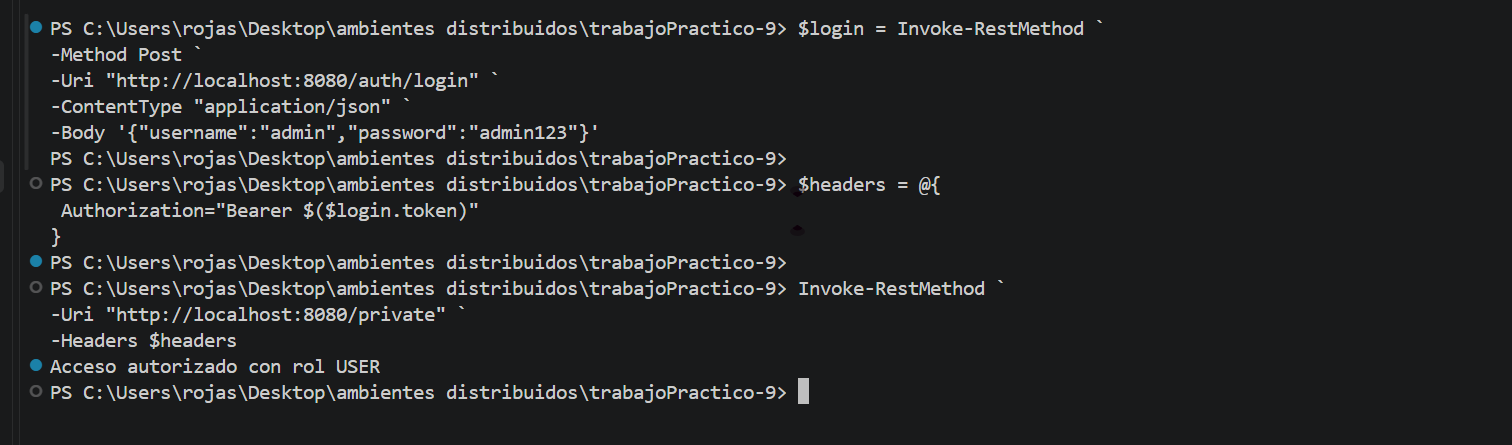 PS C:\Users\rojas\Desktop\ambientes distribuidos\trabajoPractico-9> $login = Invoke-RestMethod `
-Method Post `
-Uri "http://localhost:8080/auth/login" `
-ContentType "application/json" `
-Body '{"username":"admin","password":"admin123"}'
PS C:\Users\rojas\Desktop\ambientes distribuidos\trabajoPractico-9>
PS C:\Users\rojas\Desktop\ambientes distribuidos\trabajoPractico-9> $headers = @{
 Authorization="Bearer $($login.token)"
}
PS C:\Users\rojas\Desktop\ambientes distribuidos\trabajoPractico-9>
PS C:\Users\rojas\Desktop\ambientes distribuidos\trabajoPractico-9> Invoke-RestMethod `
-Uri "http://localhost:8080/private" `
-Headers $headers
Acceso autorizado con rol USER
PS C:\Users\rojas\Desktop\ambientes distribuidos\trabajoPractico-9>